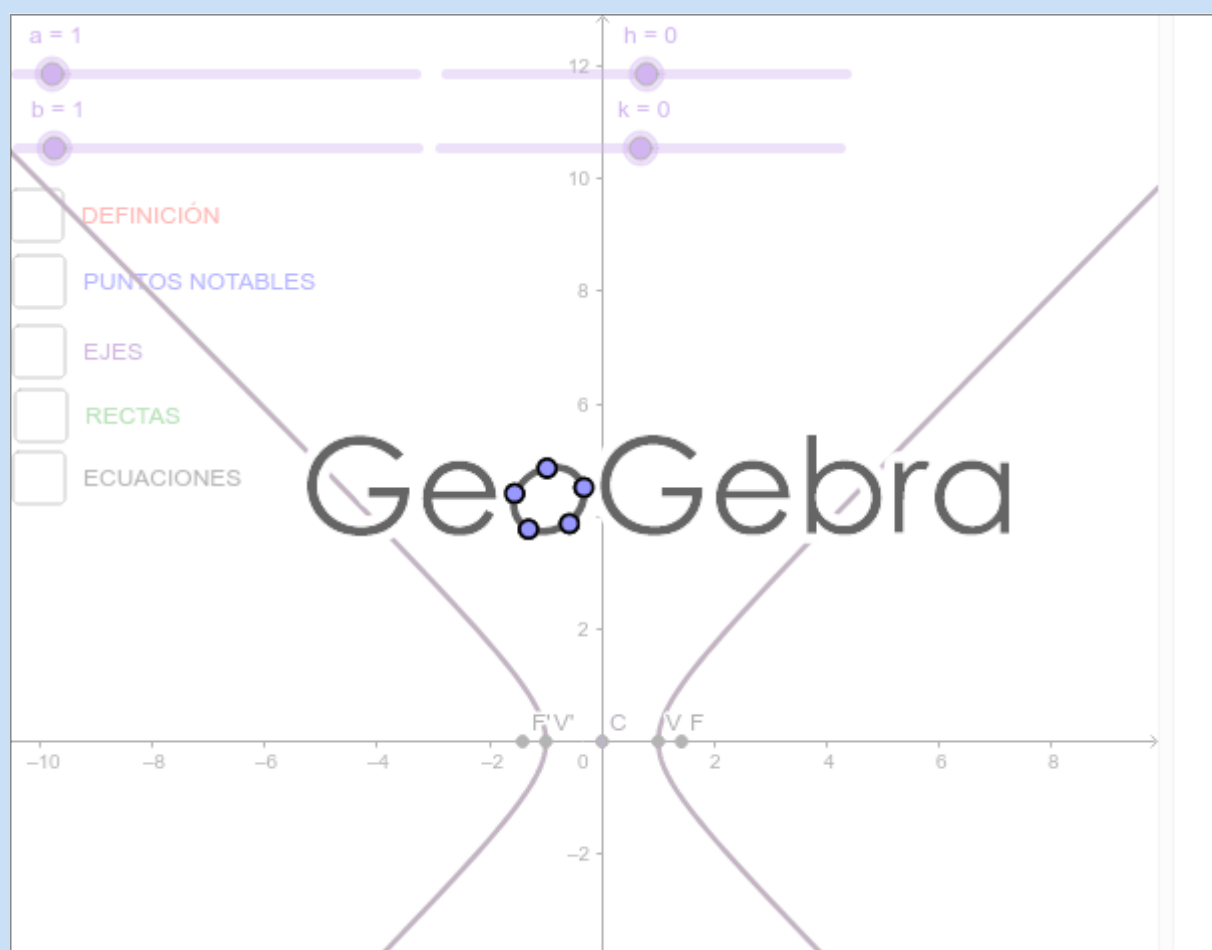 a = 1
h = 0
b = 1
k = 0
DEFINICIÓN
PUNTOS NOTABLES
EJES
RECTAS
ECUACIONES
GeoGebra
12
10
8
6
2
–2
F' V' C V F
–10 –8 –6 –4 –2 0 2 4 6 8